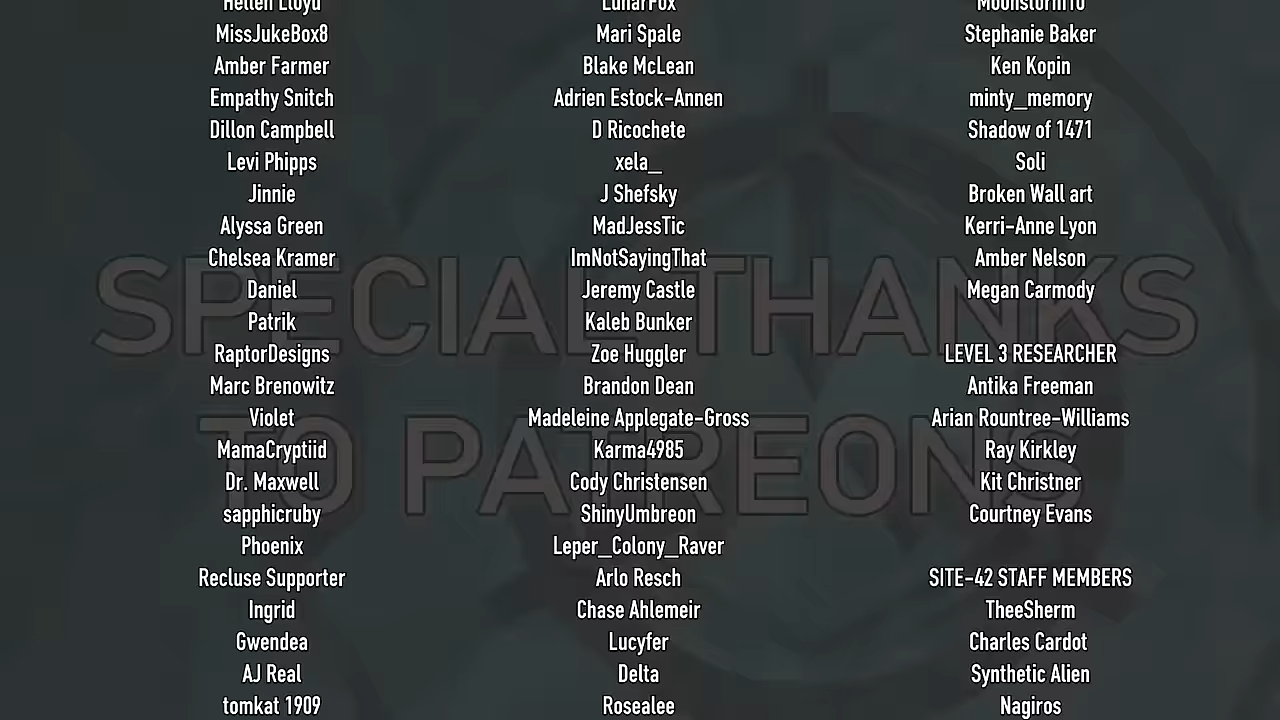 Hellen Lloyd
MissJukeBox8
Amber Farmer
Empathy Snitch
Dillon Campbell
Levi Phipps
Jinnie
Alyssa Green
Chelsea Kramer
Daniel
Patrik
RaptorDesigns
Marc Brenowitz
Violet
MamaCryptiid
Dr. Maxwell
sapphicruby
Phoenix
Recluse Supporter
Ingrid
Gwendea
AJ Real
tomkat 1909
LunarFox
Mari Spale
Blake McLean
Adrien Estock-Annen
D Ricochete
xela_
J Shefsky
MadJessTic
ImNotSayingThat
Jeremy Castle
Kaleb Bunker
Zoe Huggler
Brandon Dean
Madeleine Applegate-Gross
Karma4985
Cody Christensen
ShinyUmbreon
Leper_Colony_Raver
Arlo Resch
Chase Ahlemeir
Lucyfer
Delta
Rosealee
Moonstorm10
Stephanie Baker
Ken Kopin
minty_memory
Shadow of 1471
Soli
Broken Wall art
Kerri-Anne Lyon
Amber Nelson
Megan Carmody
LEVEL 3 RESEARCHER
Antika Freeman
Arian Rountree-Williams
Ray Kirkley
Kit Christner
Courtney Evans
SITE-42 STAFF MEMBERS
TheeSherm
Charles Cardot
Synthetic Alien
Nagiros
SPECIAL THANKS
TO PATREONS